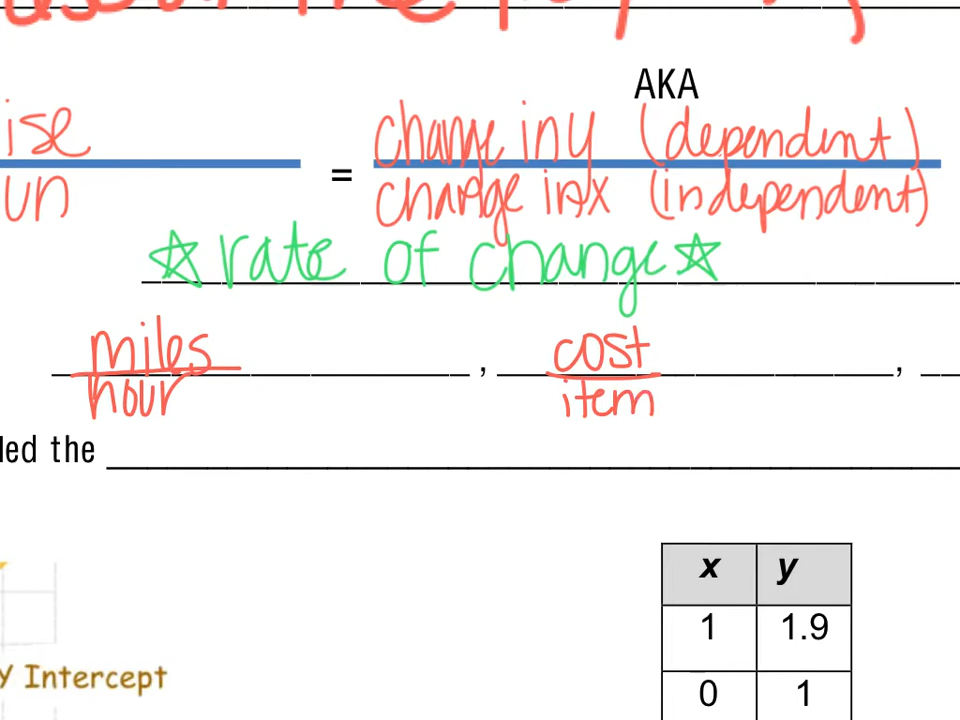 AKA
ise = change in y (dependent)
un change in x (independent)
☆ rate of change ☆
miles , cost ,
hour item
led the
x y
1 1.9
Y Intercept
0 1